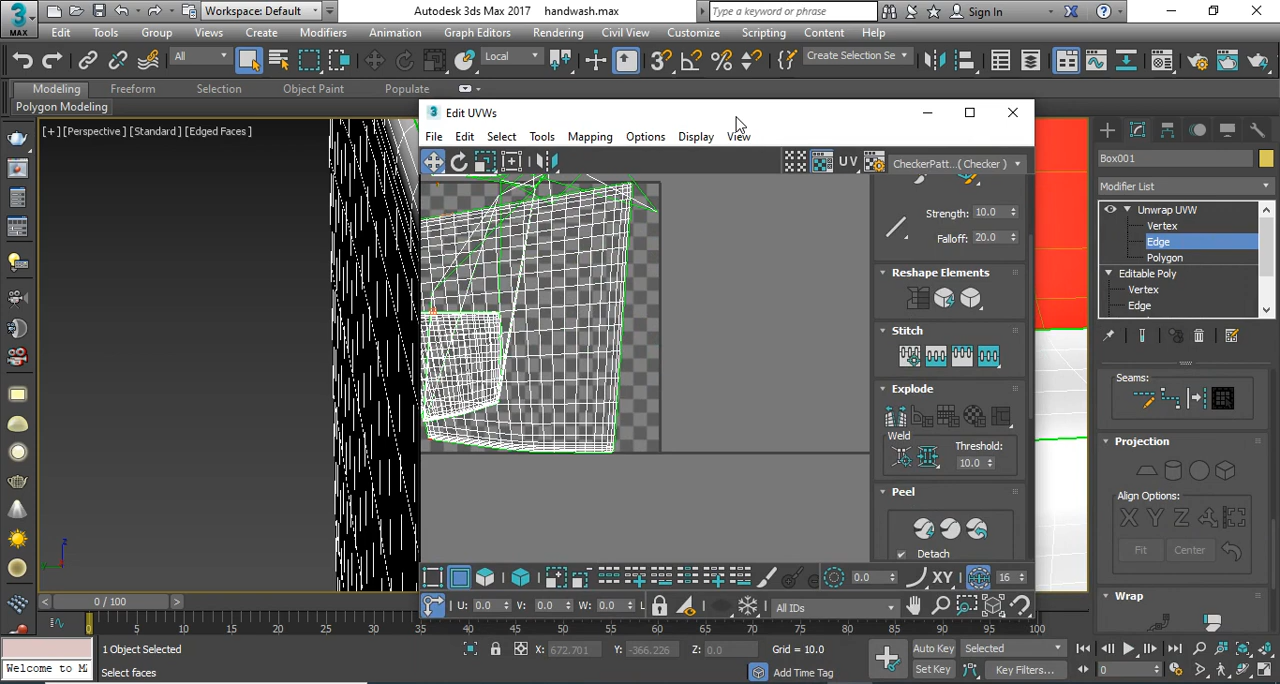 3 MAX Workspace: Default Autodesk 3ds Max 2017 handwash.max Type a keyword or phrase Sign In
Edit Tools Group Views Create Modifiers Animation Graph Editors Rendering Civil View Customize Scripting Content Help
All Local Create Selection Se
Modeling Freeform Selection Object Paint Populate
Polygon Modeling
[+] [Perspective] [Standard] [Edged Faces]
3 Edit UVWs
File Edit Select Tools Mapping Options Display View
UV CheckerPatt...( Checker )
Strength: 10.0
Falloff: 20.0
Reshape Elements
Stitch
Explode
Weld Threshold:
10.0
Peel
Detach
0.0 XY 16
U: 0.0 V: 0.0 W: 0.0 L All IDs
Box001
Modifier List
Unwrap UVW
Vertex
Edge
Polygon
Editable Poly
Vertex
Edge
Seams:
Projection
Align Options:
X Y Z
Fit Center
Wrap
z
y
0 / 100
0 5 10 15 20 25 30 35 40 45 50 55 60 65 70 75 80 85 90 95 100
1 Object Selected X: 672.701 Y: -366.226 Z: 0.0 Grid = 10.0 Auto Key Selected
Welcome to M Select faces Add Time Tag Set Key Key Filters... 0